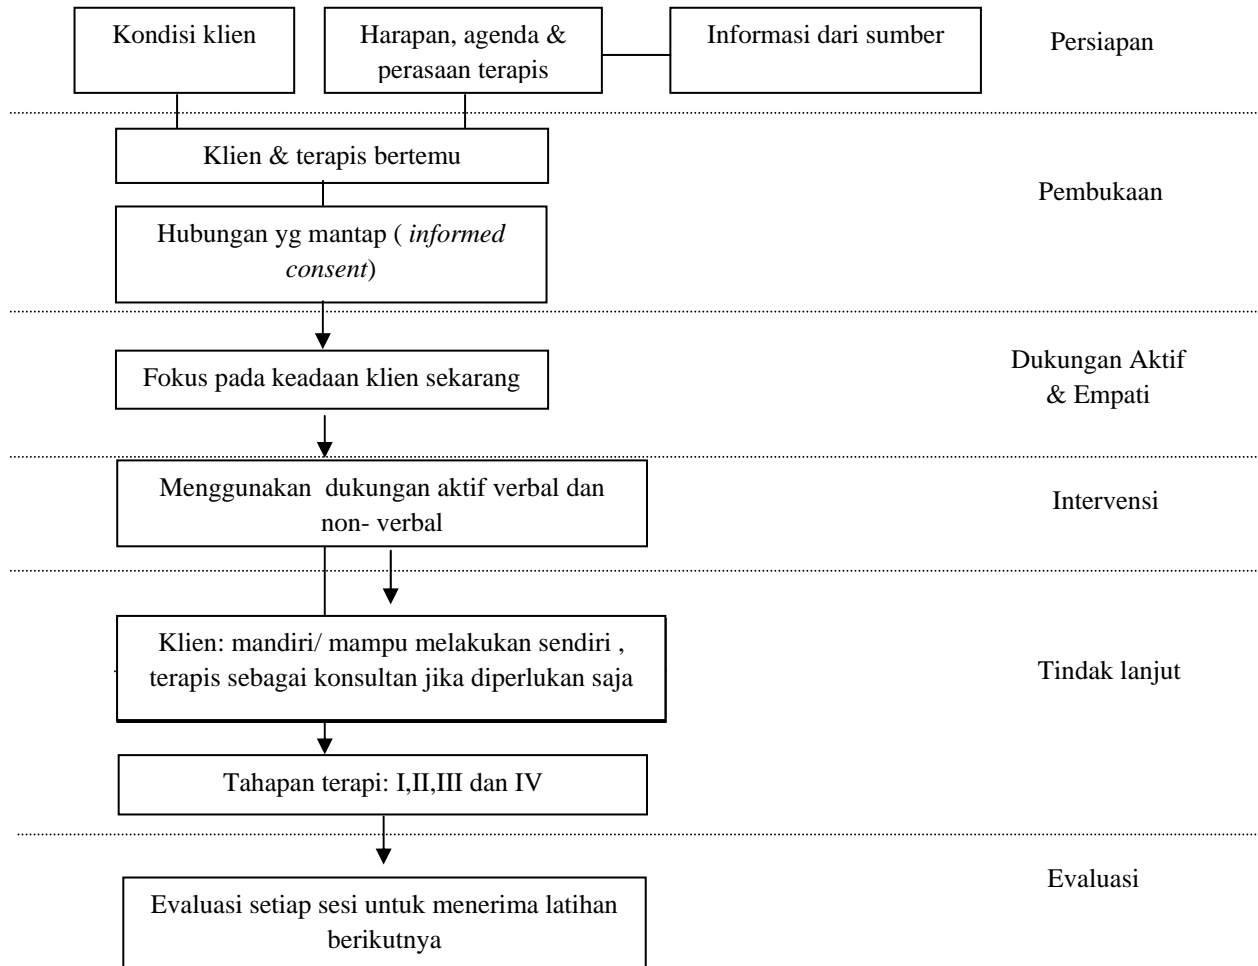 Kondisi klien
Harapan, agenda &
perasaan terapis
Informasi dari sumber
Persiapan
Klien & terapis bertemu
Pembukaan
Hubungan yg mantap ( informed
consent)
Fokus pada keadaan klien sekarang
Dukungan Aktif
& Empati
Menggunakan  dukungan aktif verbal dan
non- verbal
Intervensi
Klien: mandiri/ mampu melakukan sendiri ,
terapis sebagai konsultan jika diperlukan saja
Tindak lanjut
Tahapan terapi: I,II,III dan IV
Evaluasi setiap sesi untuk menerima latihan
berikutnya
Evaluasi